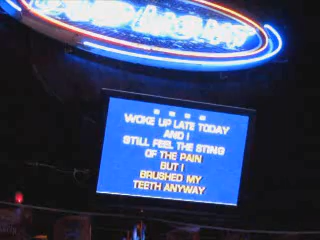 WOKE UP LATE TODAY
AND I
STILL FEEL THE STING
OF THE PAIN
BUT I
BRUSHED MY
TEETH ANYWAY